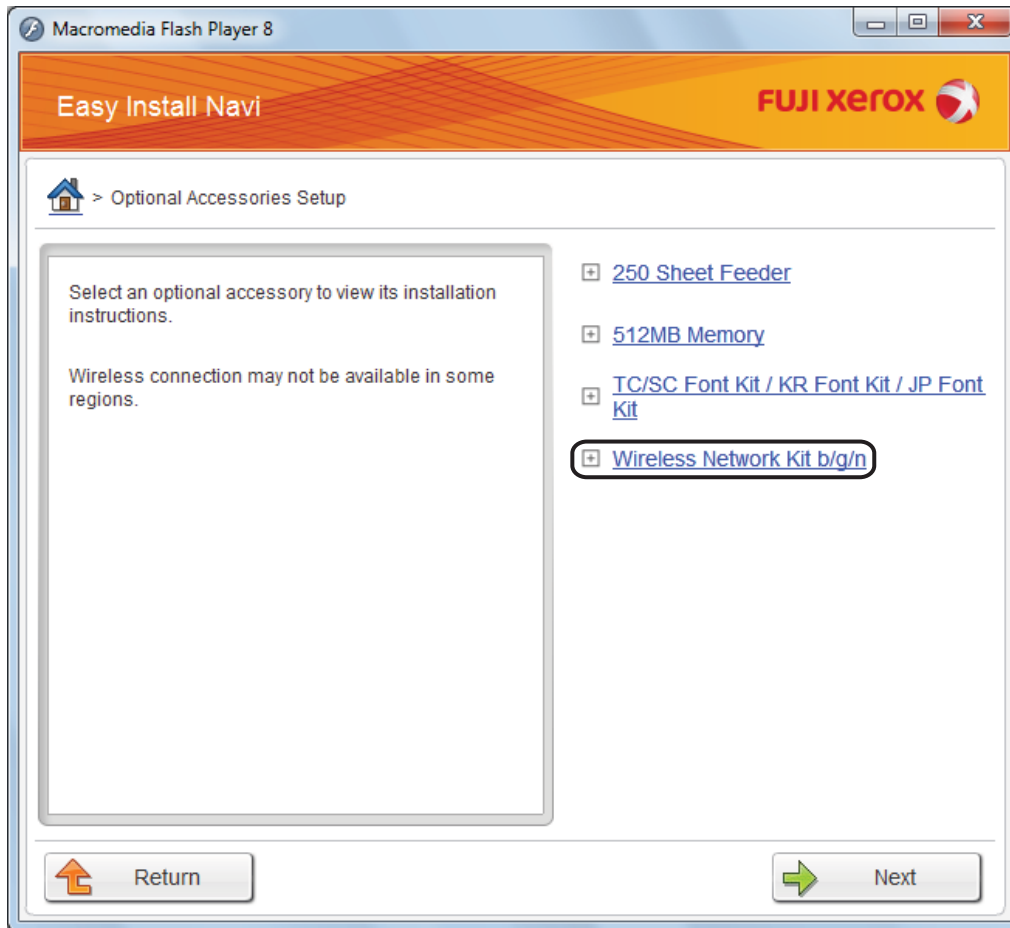 Macromedia Flash Player 8
Easy Install Navi
FUJI xerox
> Optional Accessories Setup
Select an optional accessory to view its installation
instructions.
Wireless connection may not be available in some
regions.
250 Sheet Feeder
512MB Memory
TC/SC Font Kit / KR Font Kit / JP Font
Kit
Wireless Network Kit b/g/n
Return
Next